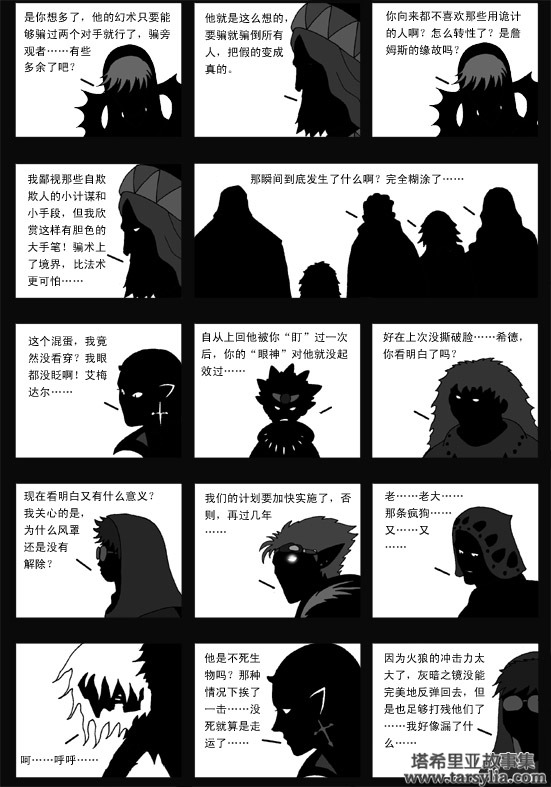 是你想多了，他的幻术只要能
够骗过两个对手就行了，骗旁
观者……有些
多余了吧？
他就是这么想的，
要骗就骗倒所有
人，把假的变成
真的。
你向来都不喜欢那些用诡计
的人啊？怎么转性了？是詹
姆斯的缘故吗？
我鄙视那些自欺
欺人的小计谋和
小手段，但我欣
赏这样有胆色的
大手笔！骗术上
了境界，比法术
更可怕……
那瞬间到底发生了什么啊？完全糊涂了……
这个混蛋，我竟
然没看穿？我眼
都没眨啊！艾梅
达尔……
自从上回他被你“盯”过一次
后，你的“眼神”对他就没起
效过……
好在上次没撕破脸……希德，
你看明白了吗？
现在看明白又有什么意义？
我关心的是，
为什么风罩
还是没有
解除？
我们的计划要加快实施了，否
则，再过几年
……
老……老大……
那条疯狗……
又……又
……
呵……呼呼……
他是不死生
物吗？那种
情况下挨了
一击……没
死就算是走
运了……
因为火狼的冲击力太
大了，灰暗之镜没能
完美地反弹回去，但
是也足够打残他们了
……我好像漏了什
么……
塔希里亚故事集
www.tarsylia.com